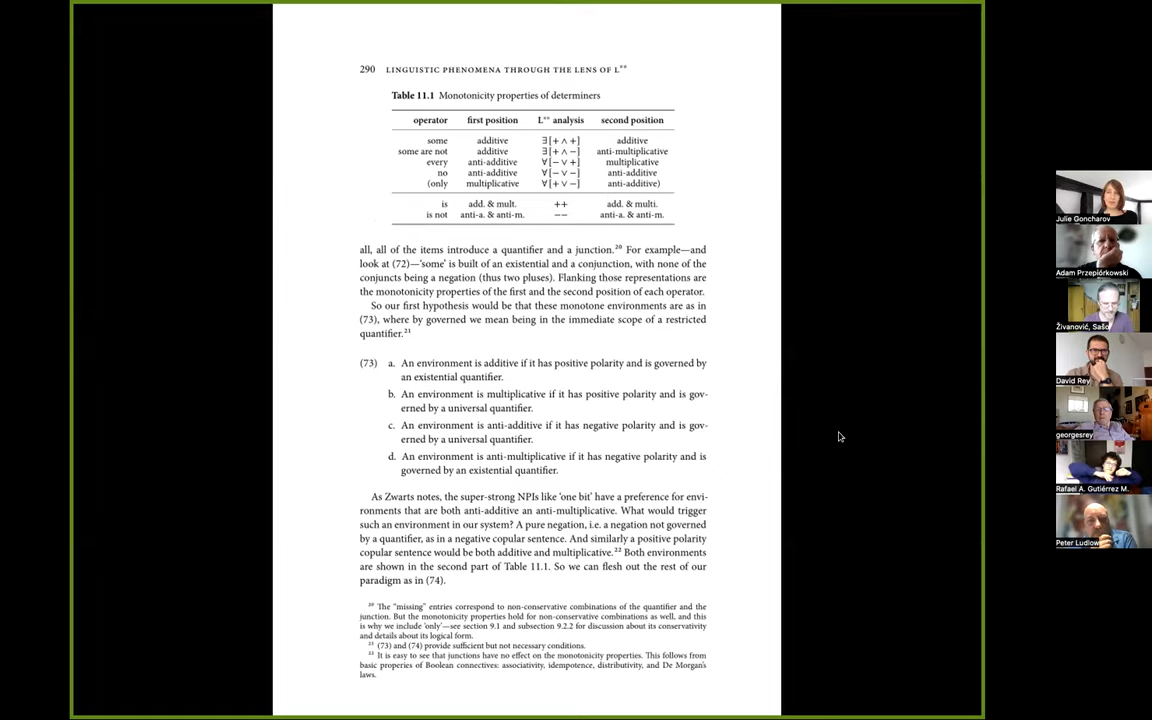 290 LINGUISTIC PHENOMENA THROUGH THE LENS OF L**
Table 11.1 Monotonicity properties of determiners
operator first position L** analysis second position
some additive ∃[+ ∧ +] additive
some are not additive ∃[+ ∧ −] anti-multiplicative
every anti-additive ∀[− ∨ +] multiplicative
no anti-additive ∀[− ∨ −] anti-additive
(only multiplicative ∀[+ ∨ −] anti-additive)
is add. & mult. ++ add. & multi.
is not anti-a. & anti-m. −− anti-a. & anti-m.
all, all of the items introduce a quantifier and a junction.²⁰ For example—and
look at (72)—‘some’ is built of an existential and a conjunction, with none of the
conjuncts being a negation (thus two pluses). Flanking those representations are
the monotonicity properties of the first and the second position of each operator.
So our first hypothesis would be that these monotone environments are as in
(73), where by governed we mean being in the immediate scope of a restricted
quantifier.²¹
(73) a. An environment is additive if it has positive polarity and is governed by
an existential quantifier.
b. An environment is multiplicative if it has positive polarity and is gov-
erned by a universal quantifier.
c. An environment is anti-additive if it has negative polarity and is gov-
erned by a universal quantifier.
d. An environment is anti-multiplicative if it has negative polarity and is
governed by an existential quantifier.
As Zwarts notes, the super-strong NPIs like ‘one bit’ have a preference for envi-
ronments that are both anti-additive an anti-multiplicative. What would trigger
such an environment in our system? A pure negation, i.e. a negation not governed
by a quantifier, as in a negative copular sentence. And similarly a positive polarity
copular sentence would be both additive and multiplicative.²² Both environments
are shown in the second part of Table 11.1. So we can flesh out the rest of our
paradigm as in (74).
²⁰ The “missing” entries correspond to non-conservative combinations of the quantifier and the
junction. But the monotonicity properties hold for non-conservative combinations as well, and this
is why we include ‘only’—see section 9.1 and subsection 9.2.2 for discussion about its conservativity
and details about its logical form.
²¹ (73) and (74) provide sufficient but not necessary conditions.
²² It is easy to see that junctions have no effect on the monotonicity properties. This follows from
basic properies of Boolean connectives: associativity, idempotence, distributivity, and De Morgan's
laws.
Julie Goncharov
Adam Przepiórkowski
Živanović, Sašo
David Rey
georgesrey
Rafael A. Gutiérrez M.
Peter Ludlow